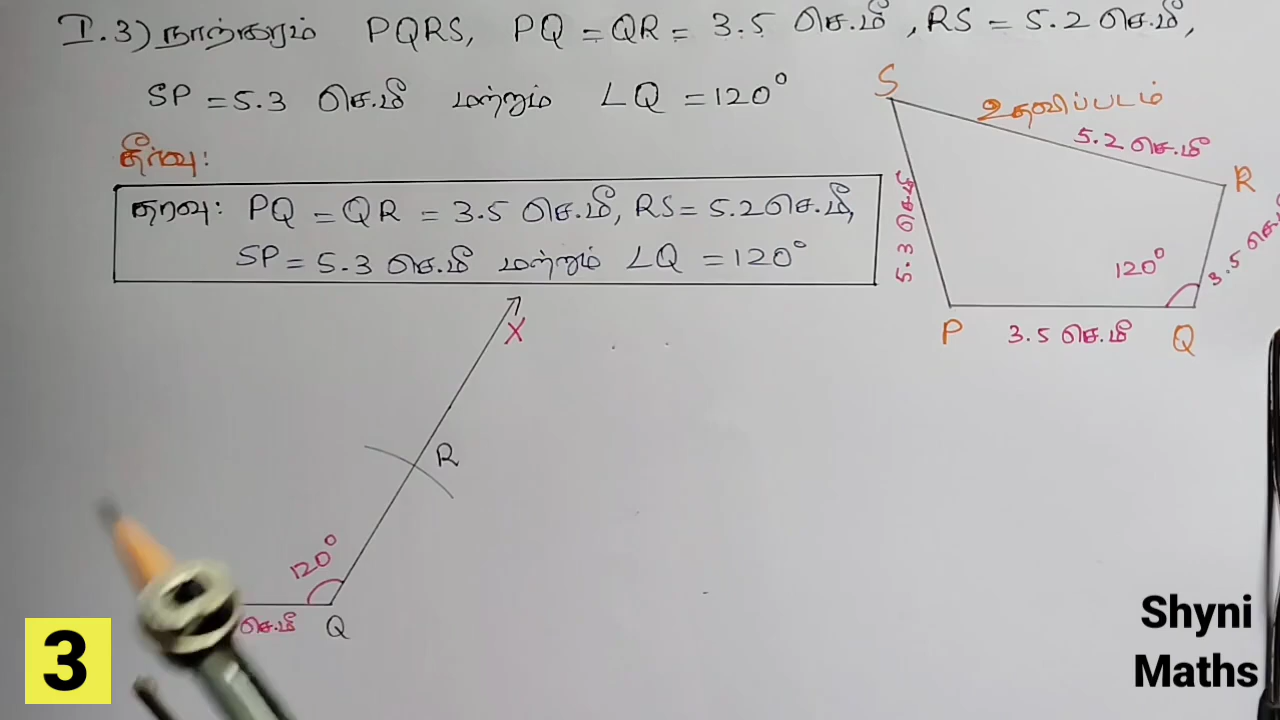 I.3) நாற்கரம் PQRS, PQ = QR = 3.5 செ.மீ, RS = 5.2 செ.மீ,
SP = 5.3 செ.மீ மற்றும் ∠Q = 120°
தீர்வு:
தரவு: PQ = QR = 3.5 செ.மீ, RS = 5.2 செ.மீ,
SP = 5.3 செ.மீ மற்றும் ∠Q = 120°
உதவிப்படம்
S
5.2 செ.மீ
R
5.3 செ.மீ
120°
3.5 செ.
P
3.5 செ.மீ
Q
X
R
120°
செ.மீ
Q
3
Shyni
Maths